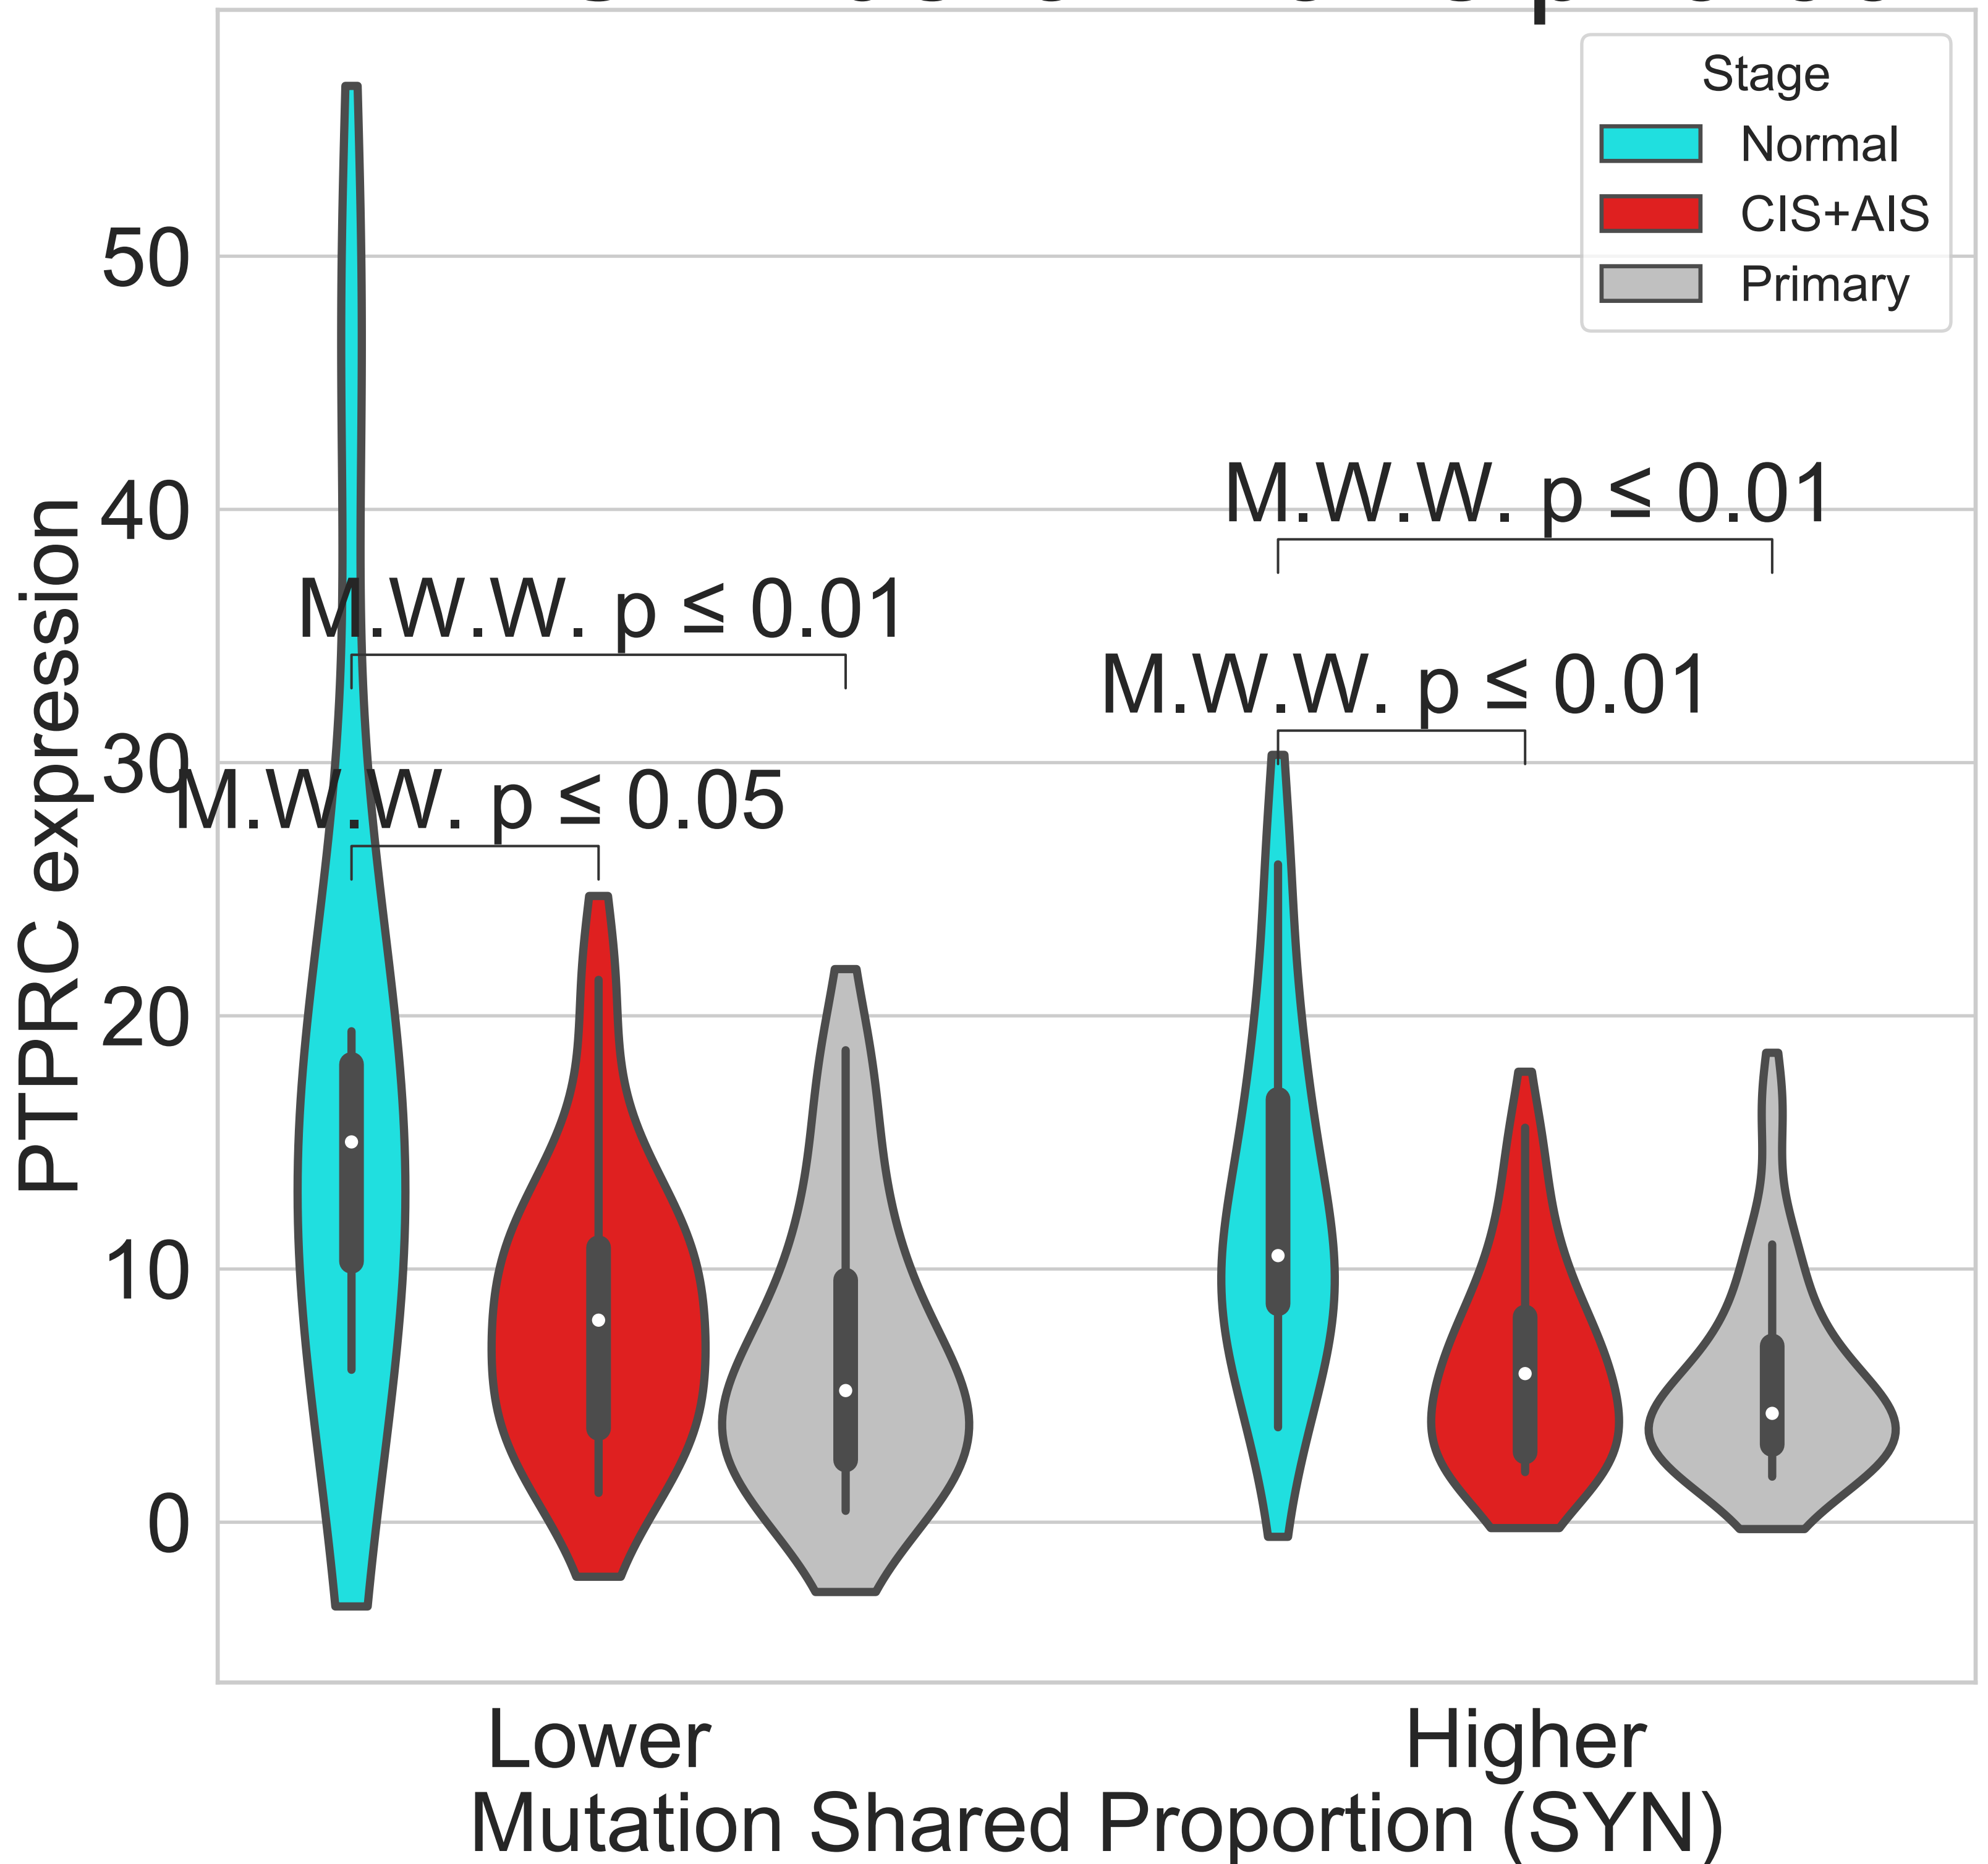 Stage
Normal
CIS+AIS
Primary
50
40
30
20
10
0
PTPRC expression
M.W.W. p ≤ 0.01
M.W.W. p ≤ 0.01
M.W.W. p ≤ 0.01
M.W.W. p ≤ 0.05
Lower
Higher
Mutation Shared Proportion (SYN)